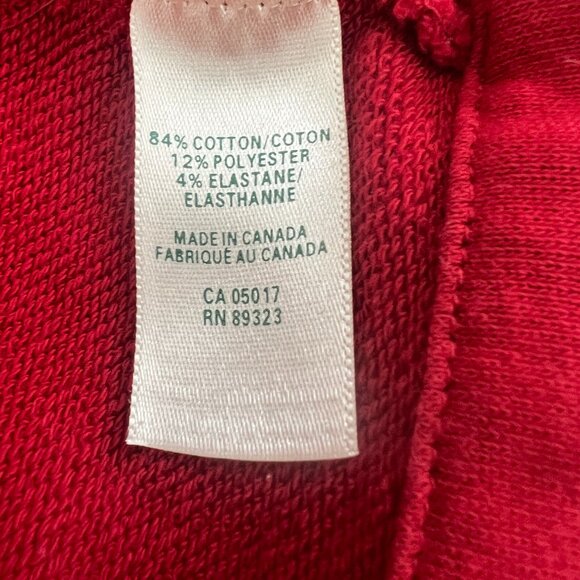 84% COTTON/COTON
12% POLYESTER
4% ELASTANE/
ELASTHANNE
MADE IN CANADA
FABRIQUÉ AU CANADA
CA 05017
RN 89323